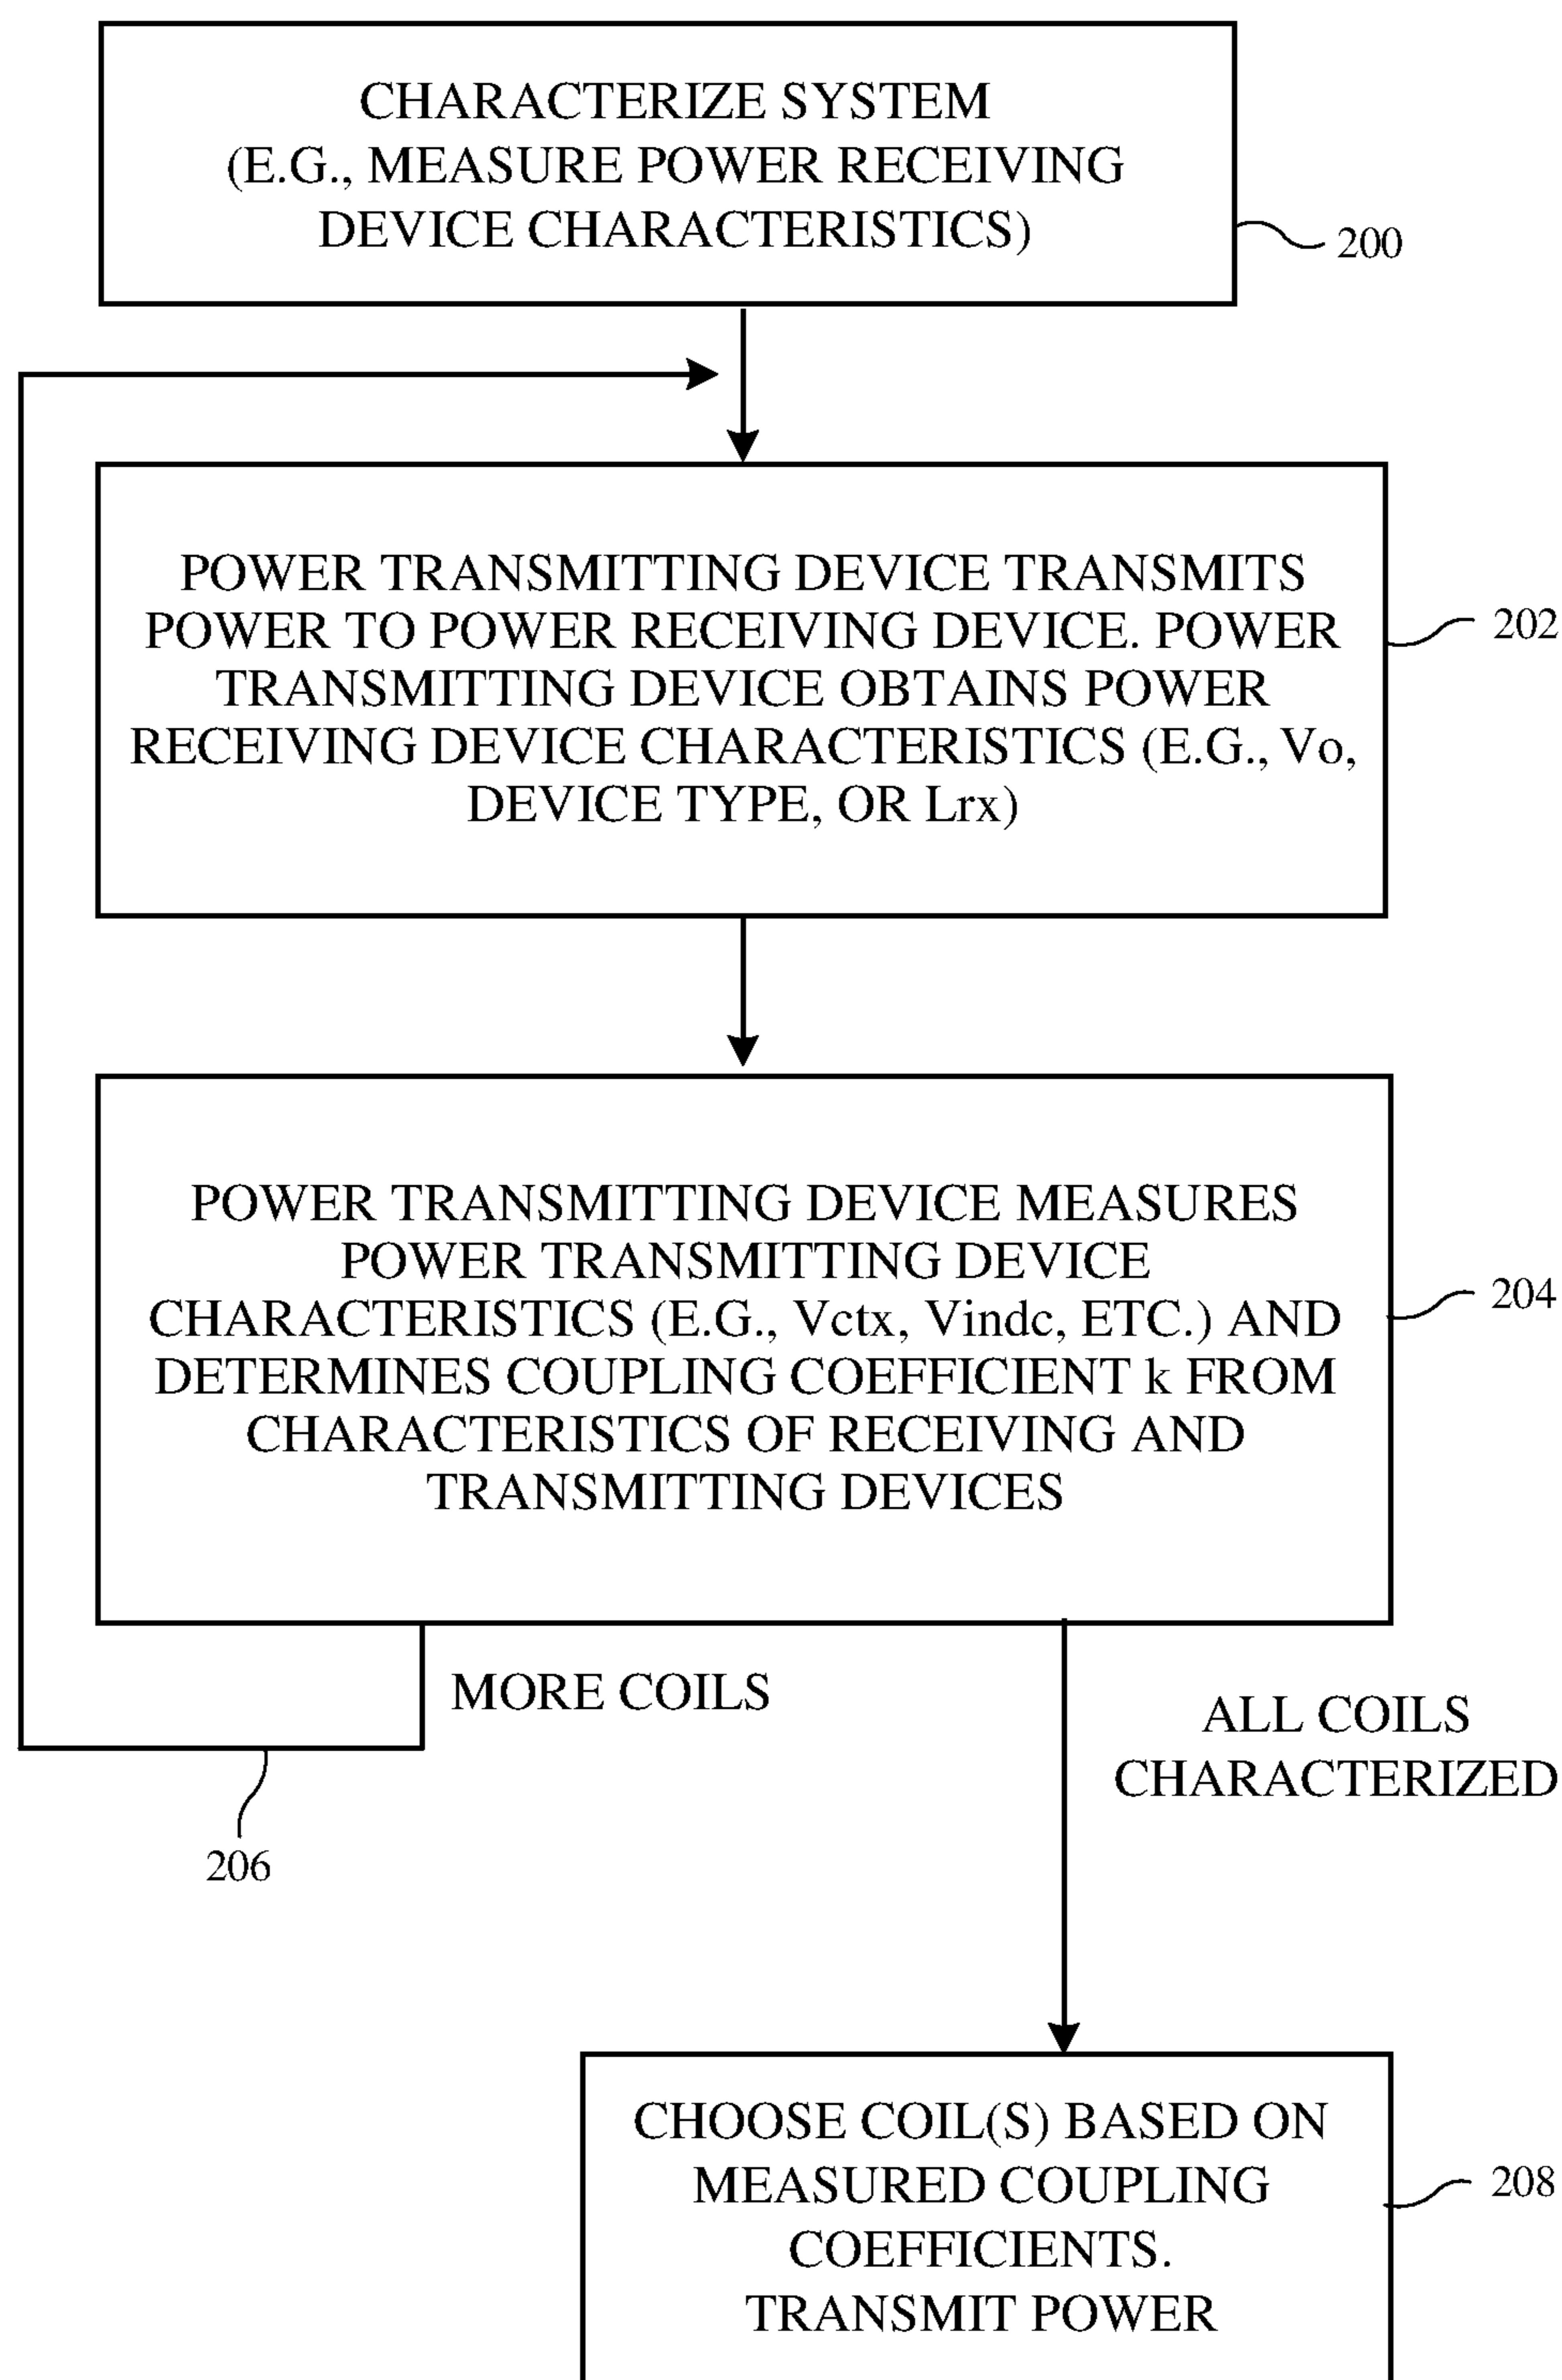 CHARACTERIZE SYSTEM
(E.G., MEASURE POWER RECEIVING
DEVICE CHARACTERISTICS)
200
POWER TRANSMITTING DEVICE TRANSMITS
POWER TO POWER RECEIVING DEVICE. POWER
TRANSMITTING DEVICE OBTAINS POWER
RECEIVING DEVICE CHARACTERISTICS (E.G., Vo,
DEVICE TYPE, OR Lrx)
202
POWER TRANSMITTING DEVICE MEASURES
POWER TRANSMITTING DEVICE
CHARACTERISTICS (E.G., Vctx, Vindc, ETC.) AND
DETERMINES COUPLING COEFFICIENT k FROM
CHARACTERISTICS OF RECEIVING AND
TRANSMITTING DEVICES
204
MORE COILS
206
ALL COILS
CHARACTERIZED
CHOOSE COIL(S) BASED ON
MEASURED COUPLING
COEFFICIENTS.
TRANSMIT POWER
208